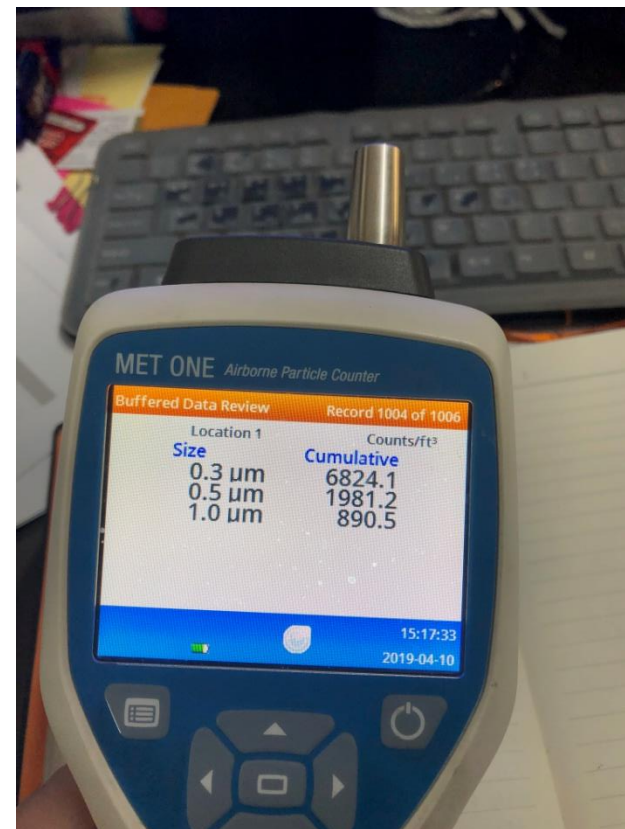 MET ONE Airborne Particle Counter
Buffered Data Review Record 1004 of 1006
Location 1 Counts/ft³
Size Cumulative
0.3 µm 6824.1
0.5 µm 1981.2
1.0 µm 890.5
15:17:33
2019-04-10